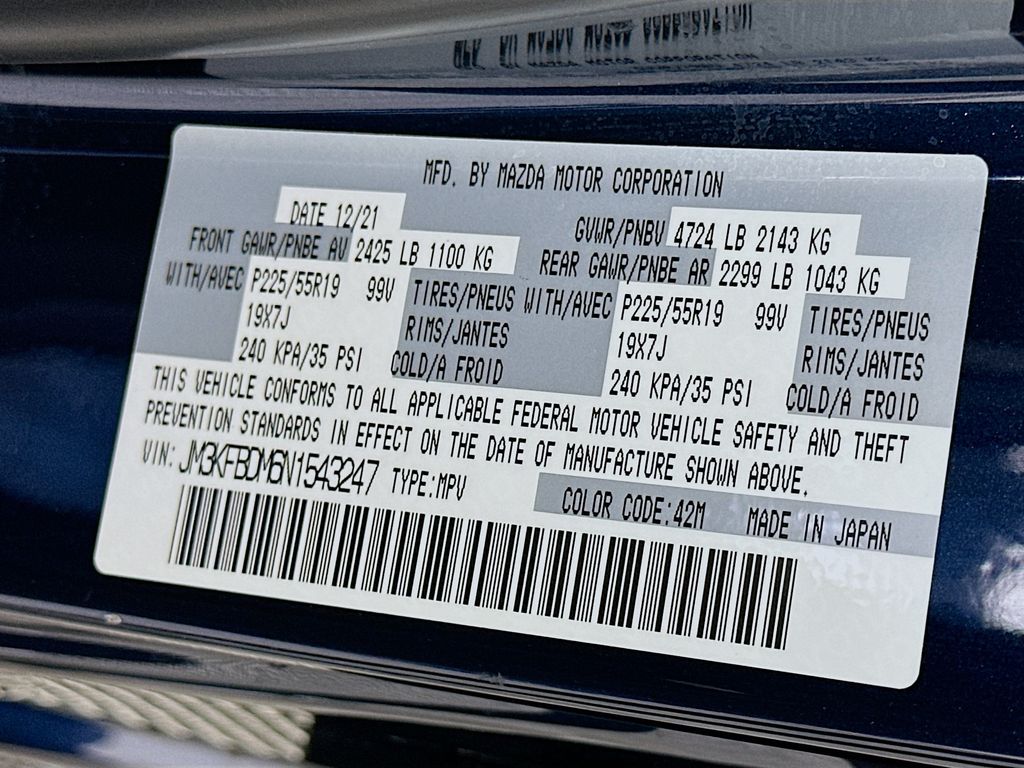 MFD. BY MAZDA MOTOR CORPORATION
DATE 12/21 GVWR/PNBV 4724 LB 2143 KG
FRONT GAWR/PNBE AV 2425 LB 1100 KG REAR GAWR/PNBE AR 2299 LB 1043 KG
WITH/AVEC P225/55R19 99V TIRES/PNEUS WITH/AVEC P225/55R19 99V TIRES/PNEUS
19X7J RIMS/JANTES 19X7J RIMS/JANTES
240 KPA/35 PSI COLD/A FROID 240 KPA/35 PSI COLD/A FROID
THIS VEHICLE CONFORMS TO ALL APPLICABLE FEDERAL MOTOR VEHICLE SAFETY AND THEFT
PREVENTION STANDARDS IN EFFECT ON THE DATE OF MANUFACTURE SHOWN ABOVE.
VIN: JM3KFBDM6N1543247 TYPE:MPV
COLOR CODE:42M MADE IN JAPAN